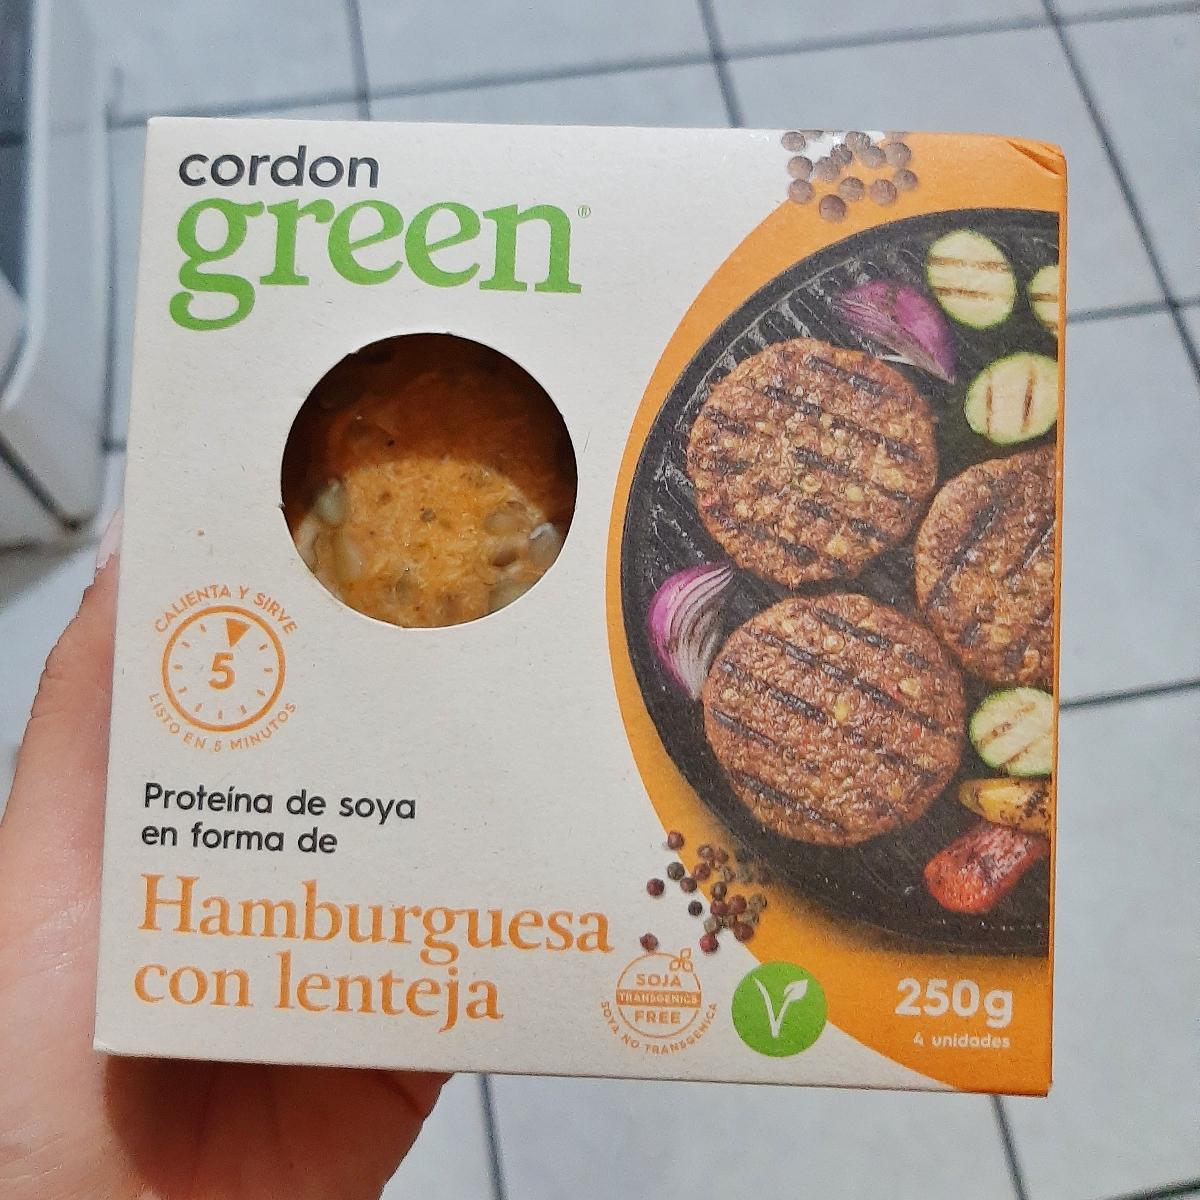 cordon
green®
CALIENTA Y SIRVE
5
LISTO EN 5 MINUTOS
Proteína de soya
en forma de
Hamburguesa
con lenteja
SOJA
TRANSGENICS
FREE
SOYA NO TRANSGÉNICA
V
250g
4 unidades